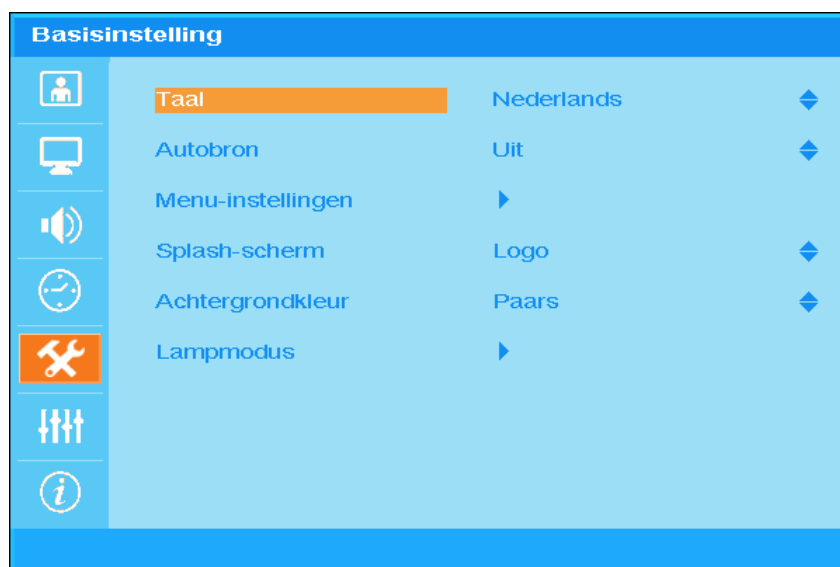 Basisinstelling
Taal Nederlands
Autobron Uit
Menu-instellingen
Splash-scherm Logo
Achtergrondkleur Paars
Lampmodus
i